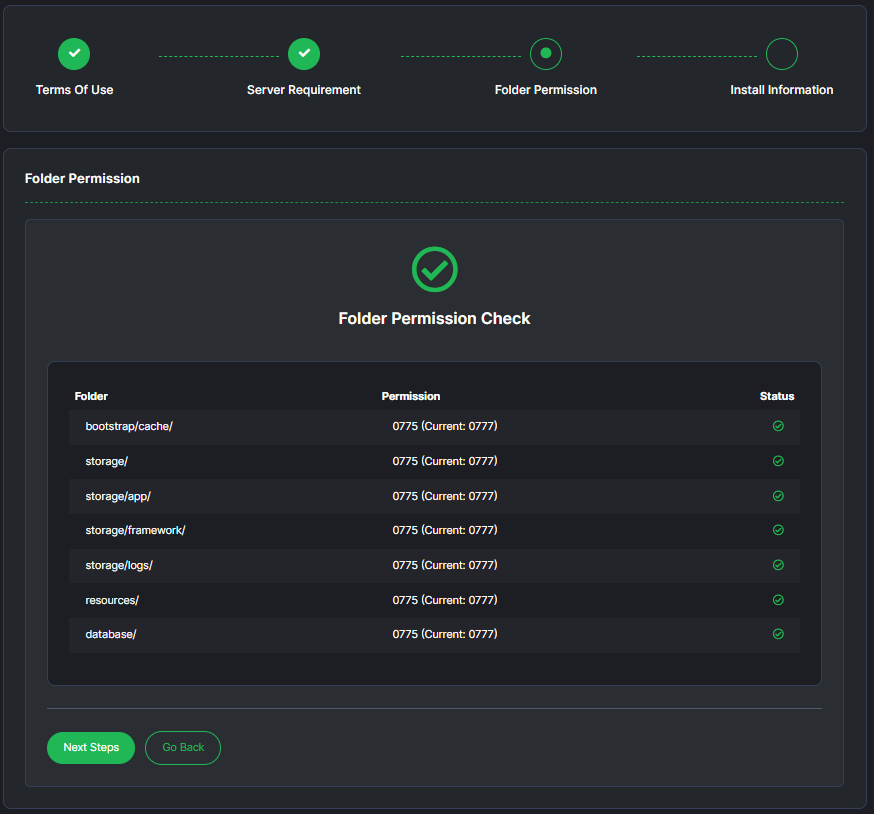 Terms Of Use Server Requirement Folder Permission Install Information
Folder Permission
Folder Permission Check
Folder Permission Status
bootstrap/cache/ 0775 (Current: 0777)
storage/ 0775 (Current: 0777)
storage/app/ 0775 (Current: 0777)
storage/framework/ 0775 (Current: 0777)
storage/logs/ 0775 (Current: 0777)
resources/ 0775 (Current: 0777)
database/ 0775 (Current: 0777)
Next Steps Go Back